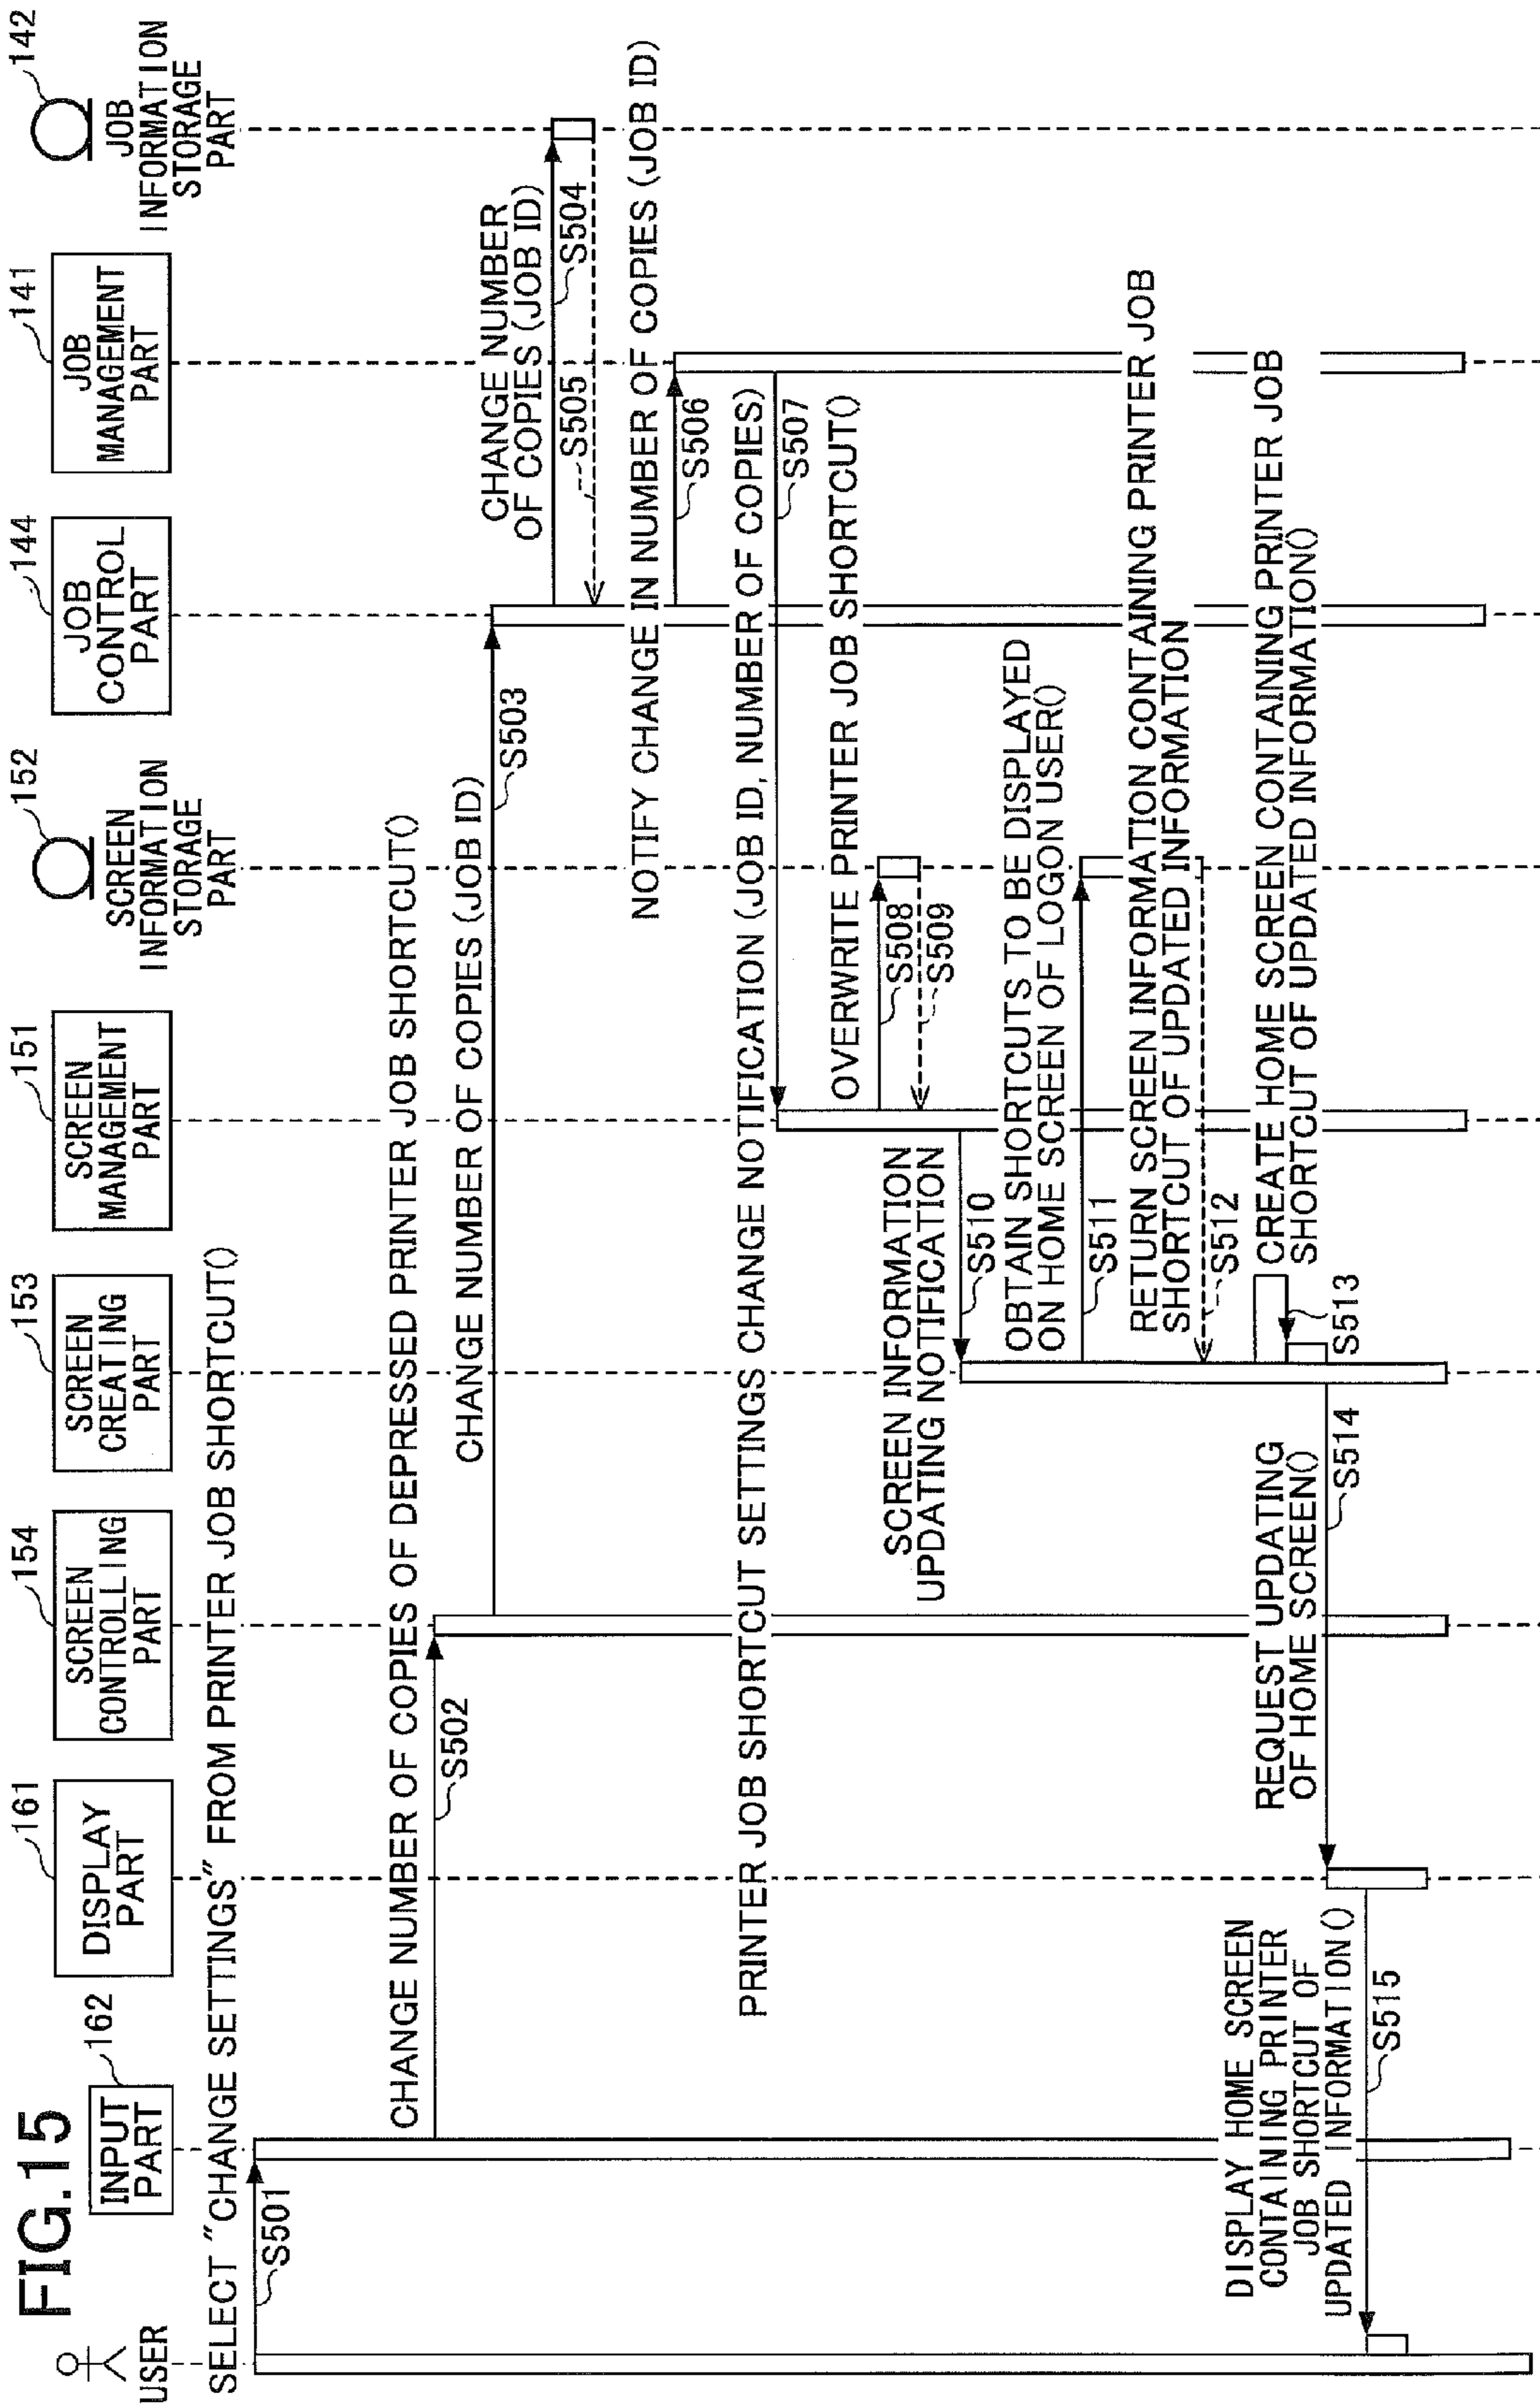 FIG.15
USER
162
INPUT
PART
161
DISPLAY
PART
154
SCREEN
CONTROLLING
PART
153
SCREEN
CREATING
PART
151
SCREEN
MANAGEMENT
PART
152
SCREEN
INFORMATION
STORAGE
PART
144
JOB
CONTROL
PART
141
JOB
MANAGEMENT
PART
142
JOB
INFORMATION
STORAGE
PART
SELECT "CHANGE SETTINGS" FROM PRINTER JOB SHORTCUT()
S501
CHANGE NUMBER OF COPIES OF DEPRESSED PRINTER JOB SHORTCUT()
S502
CHANGE NUMBER OF COPIES (JOB ID)
S503
CHANGE NUMBER
OF COPIES (JOB ID)
S504
S505
NOTIFY CHANGE IN NUMBER OF COPIES (JOB ID)
S506
PRINTER JOB SHORTCUT SETTINGS CHANGE NOTIFICATION (JOB ID, NUMBER OF COPIES)
S507
OVERWRITE PRINTER JOB SHORTCUT()
S508
S509
SCREEN INFORMATION
UPDATING NOTIFICATION
S510
OBTAIN SHORTCUTS TO BE DISPLAYED
ON HOME SCREEN OF LOGON USER()
S511
RETURN SCREEN INFORMATION CONTAINING PRINTER JOB
SHORTCUT OF UPDATED INFORMATION
S512
CREATE HOME SCREEN CONTAINING PRINTER JOB
SHORTCUT OF UPDATED INFORMATION()
S513
REQUEST UPDATING
OF HOME SCREEN()
S514
DISPLAY HOME SCREEN
CONTAINING PRINTER
JOB SHORTCUT OF
UPDATED INFORMATION()
S515